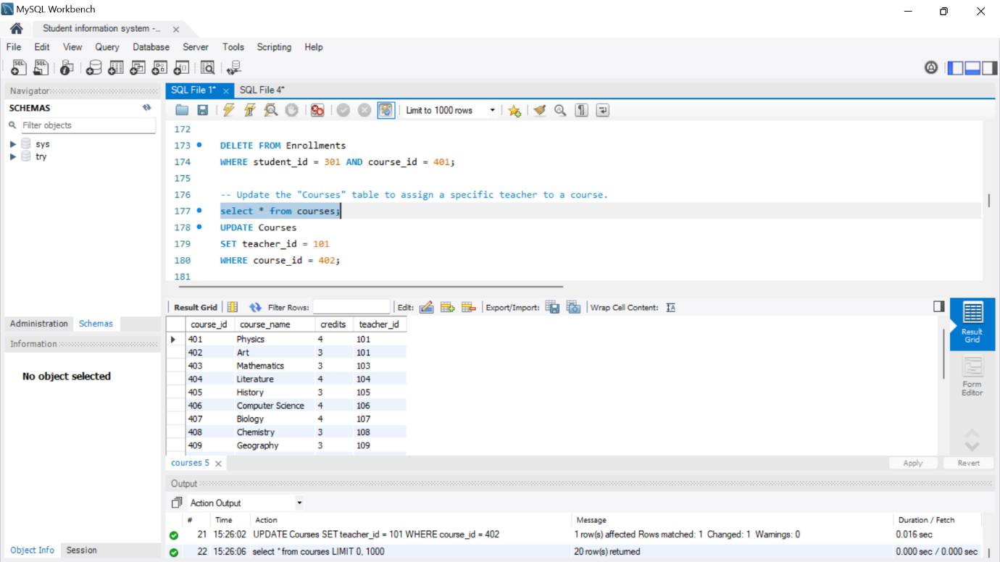 MySQL Workbench
Student information system -...
File Edit View Query Database Server Tools Scripting Help
Navigator
SCHEMAS
Filter objects
sys
try
Administration Schemas
Information
No object selected
Object Info Session
SQL File 1* SQL File 4*
Limit to 1000 rows
172
173 DELETE FROM Enrollments
174 WHERE student_id = 301 AND course_id = 401;
175
176 -- Update the "Courses" table to assign a specific teacher to a course.
177 select * from courses;
178 UPDATE Courses
179 SET teacher_id = 101
180 WHERE course_id = 402;
181
Result Grid Filter Rows: Edit: Export/Import: Wrap Cell Content:
course_id course_name credits teacher_id
401 Physics 4 101
402 Art 3 101
403 Mathematics 3 103
404 Literature 4 104
405 History 3 105
406 Computer Science 4 106
407 Biology 4 107
408 Chemistry 3 108
409 Geography 3 109
Result
Grid
Form
Editor
courses 5 Apply Revert
Output
Action Output
# Time Action Message Duration / Fetch
21 15:26:02 UPDATE Courses SET teacher_id = 101 WHERE course_id = 402 1 row(s) affected Rows matched: 1 Changed: 1 Warnings: 0 0.016 sec
22 15:26:06 select * from courses LIMIT 0, 1000 20 row(s) returned 0.000 sec / 0.000 sec